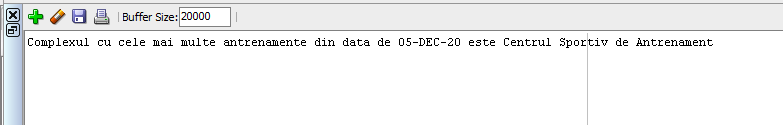 Buffer Size: 20000
Complexul cu cele mai multe antrenamente din data de 05-DEC-20 este Centrul Sportiv de Antrenament